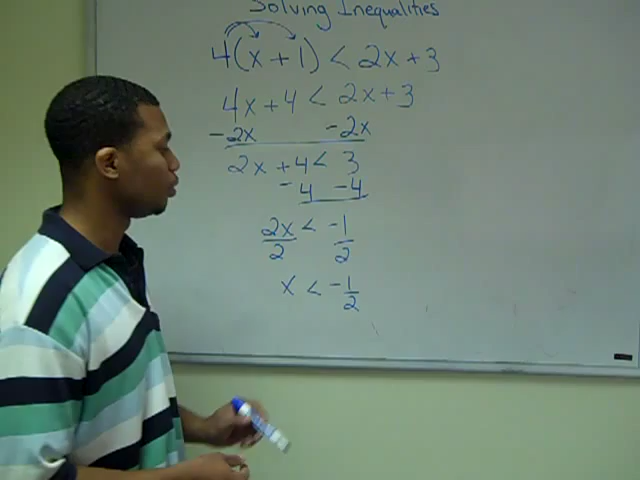 Solving Inequalities
4(x + 1) < 2x + 3
4x + 4 < 2x + 3
-2x -2x
2x + 4 < 3
-4 -4
2x/2 < -1/2
x < -1/2